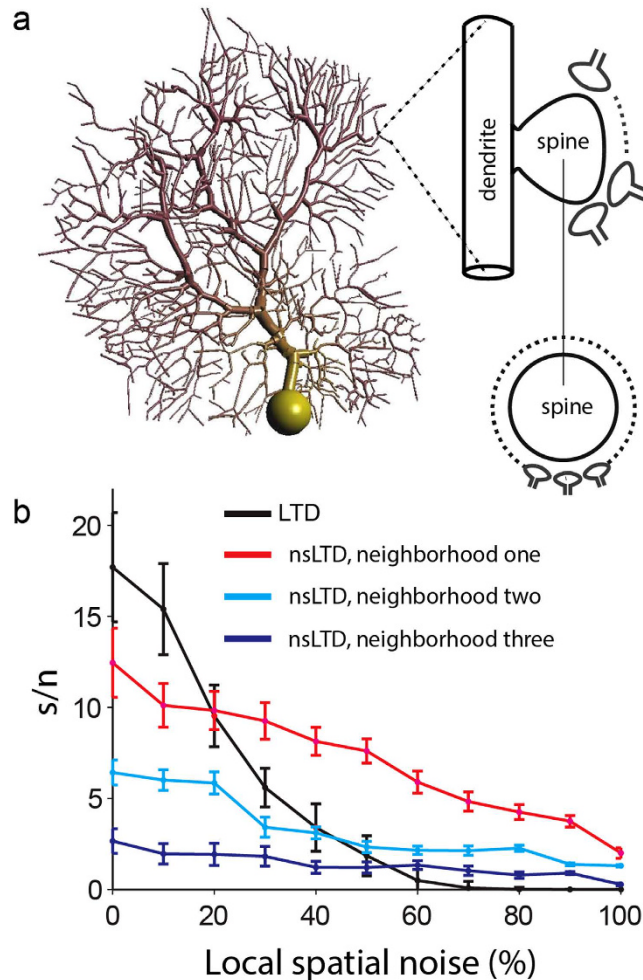 a
dendrite
spine
spine
b
LTD
nsLTD, neighborhood one
nsLTD, neighborhood two
nsLTD, neighborhood three
s/n
20
15
10
5
0
0 20 40 60 80 100
Local spatial noise (%)